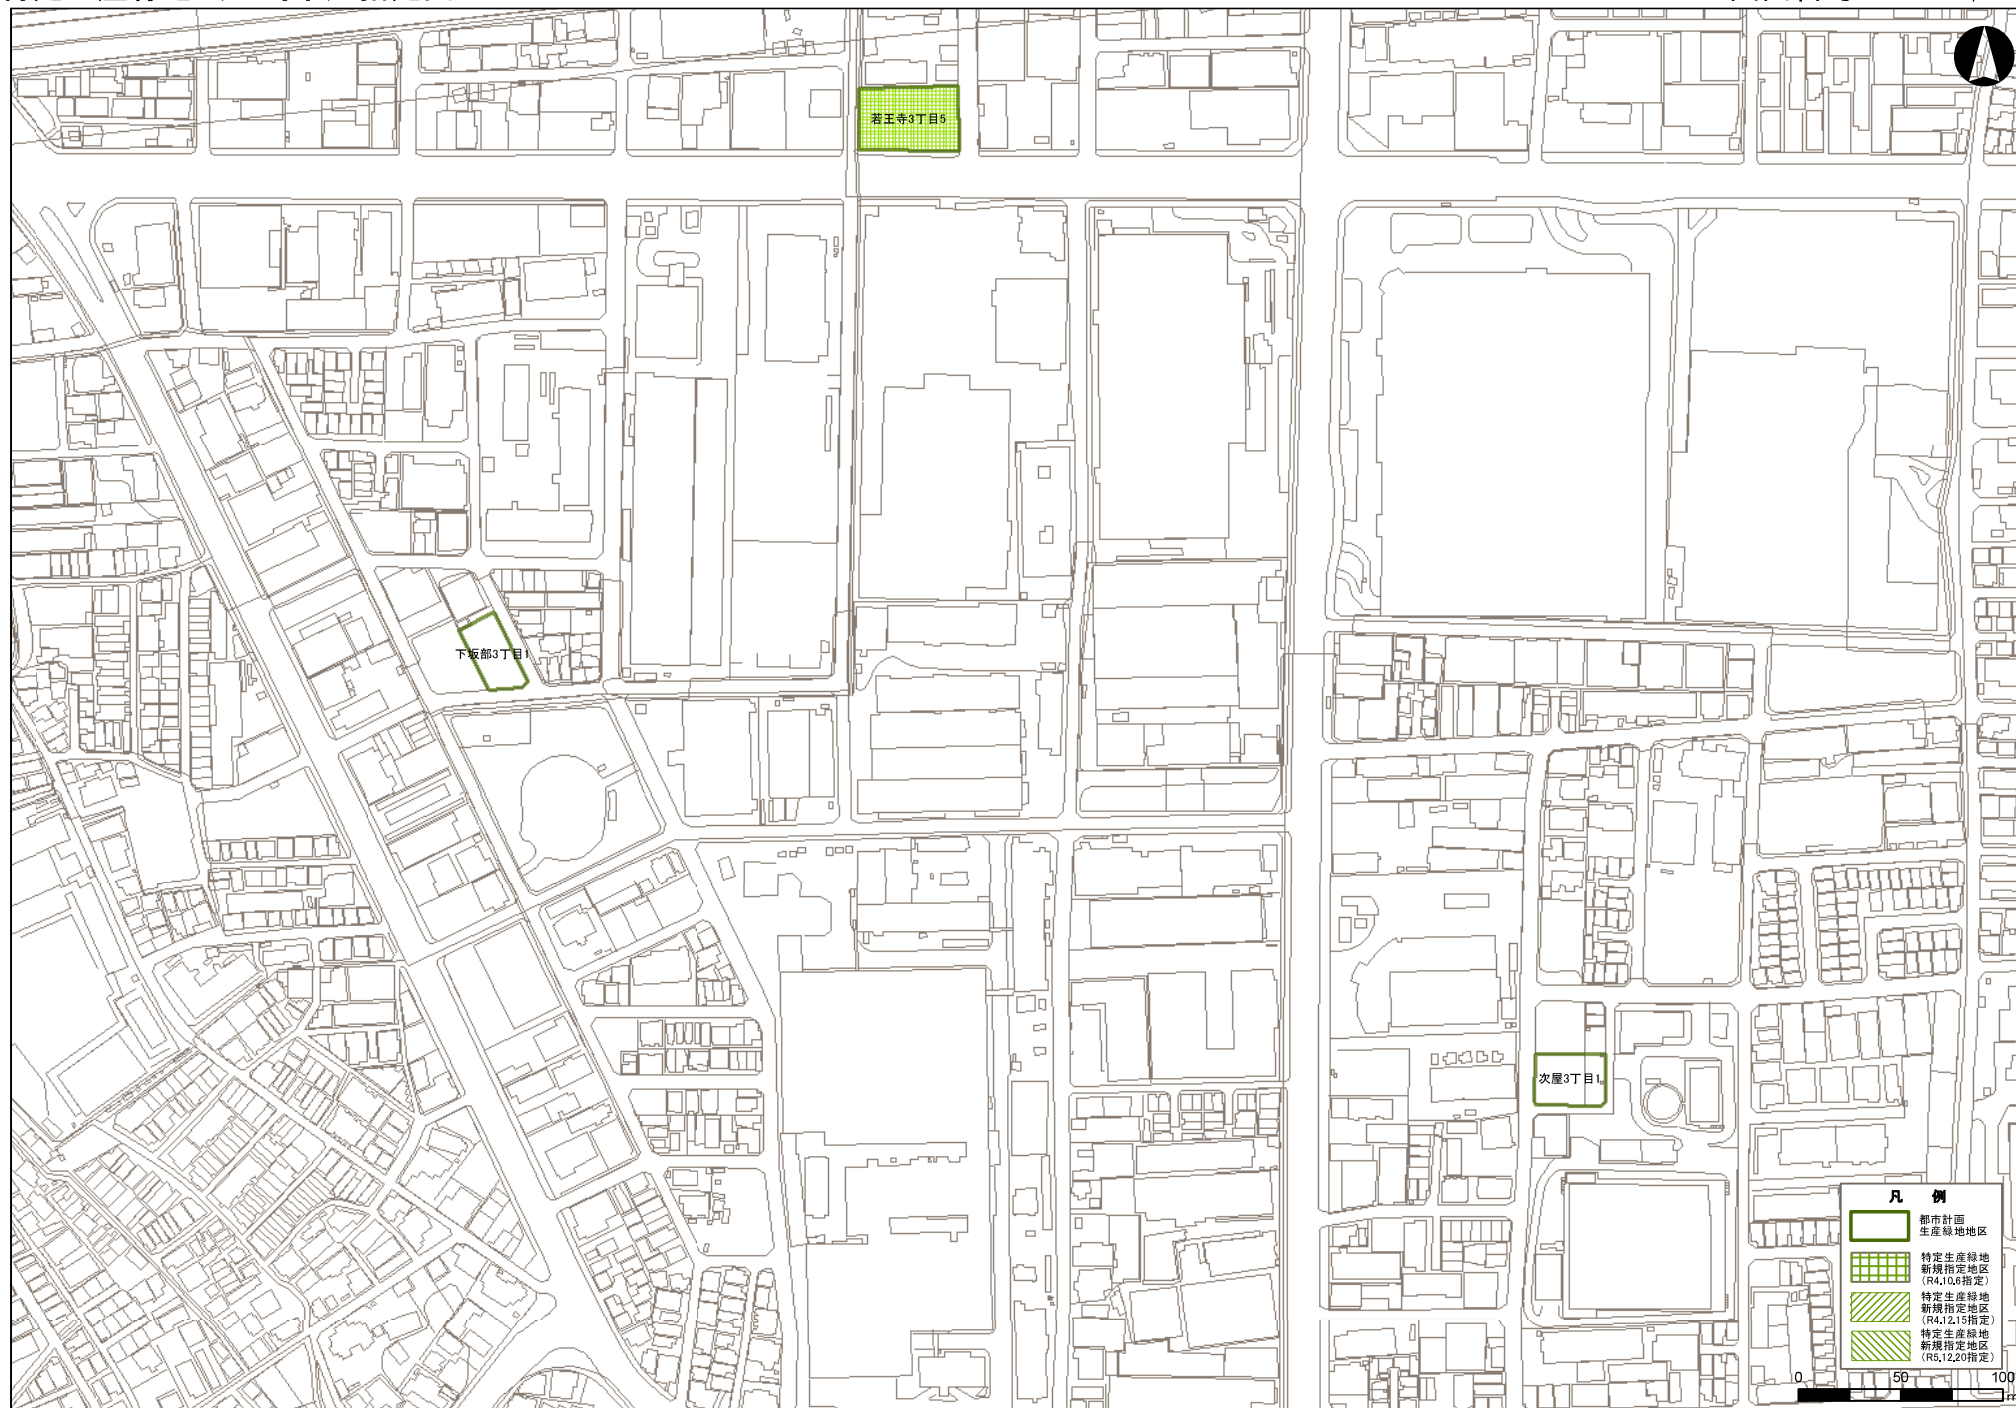 若王寺3丁目5
下坂部3丁目1
次屋3丁目1
凡 例
都市計画
生産緑地地区
特定生産緑地
新規指定地区
(R4.10.6指定)
特定生産緑地
新規指定地区
(R4.12.15指定)
特定生産緑地
新規指定地区
(R5.12.20指定)
0 50 100
m